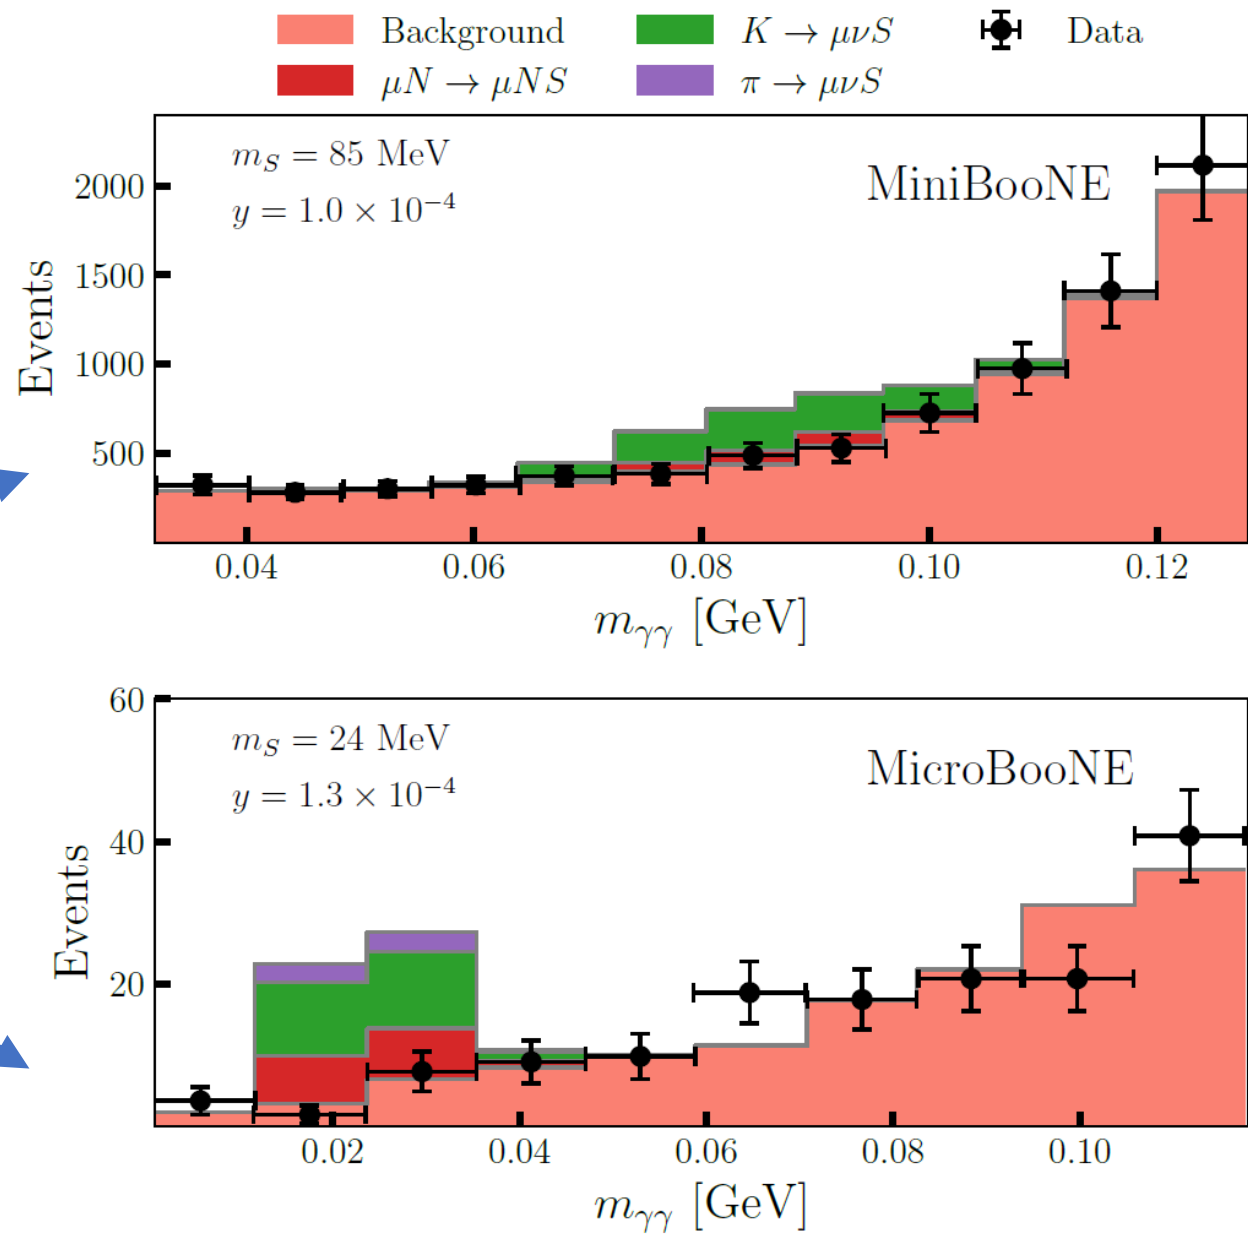 Background
K → μνS
Data
μN → μNS
π → μνS
m_S = 85 MeV
y = 1.0 × 10⁻⁴
MiniBooNE
2000
1500
1000
500
Events
0.04 0.06 0.08 0.10 0.12
m_γγ [GeV]
m_S = 24 MeV
y = 1.3 × 10⁻⁴
MicroBooNE
60
40
20
Events
0.02 0.04 0.06 0.08 0.10
m_γγ [GeV]